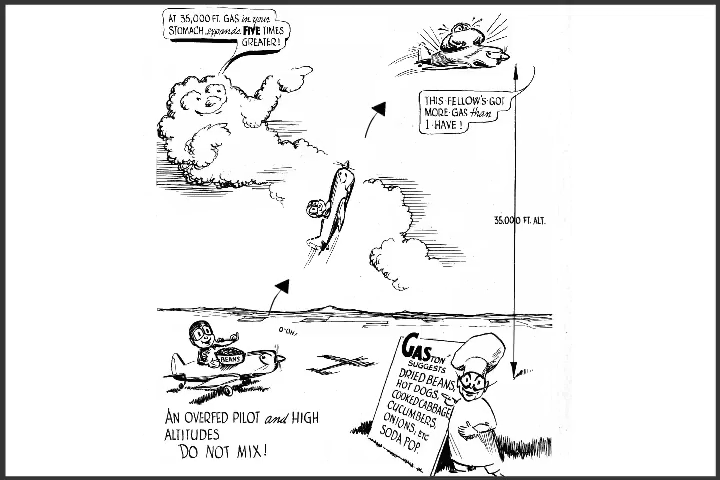 AT 35,000 FT. GAS in your
STOMACH expands FIVE TIMES
GREATER!
THIS FELLOW'S GOT
MORE GAS than
I HAVE!
35,000 FT. ALT.
O-OH!
BEANS
GASTON
SUGGESTS
DRIED BEANS,
HOT DOGS,
COOKED CABBAGE
CUCUMBERS,
ONIONS, ETC
SODA POP.
AN OVERFED PILOT and HIGH
ALTITUDES
DO NOT MIX!